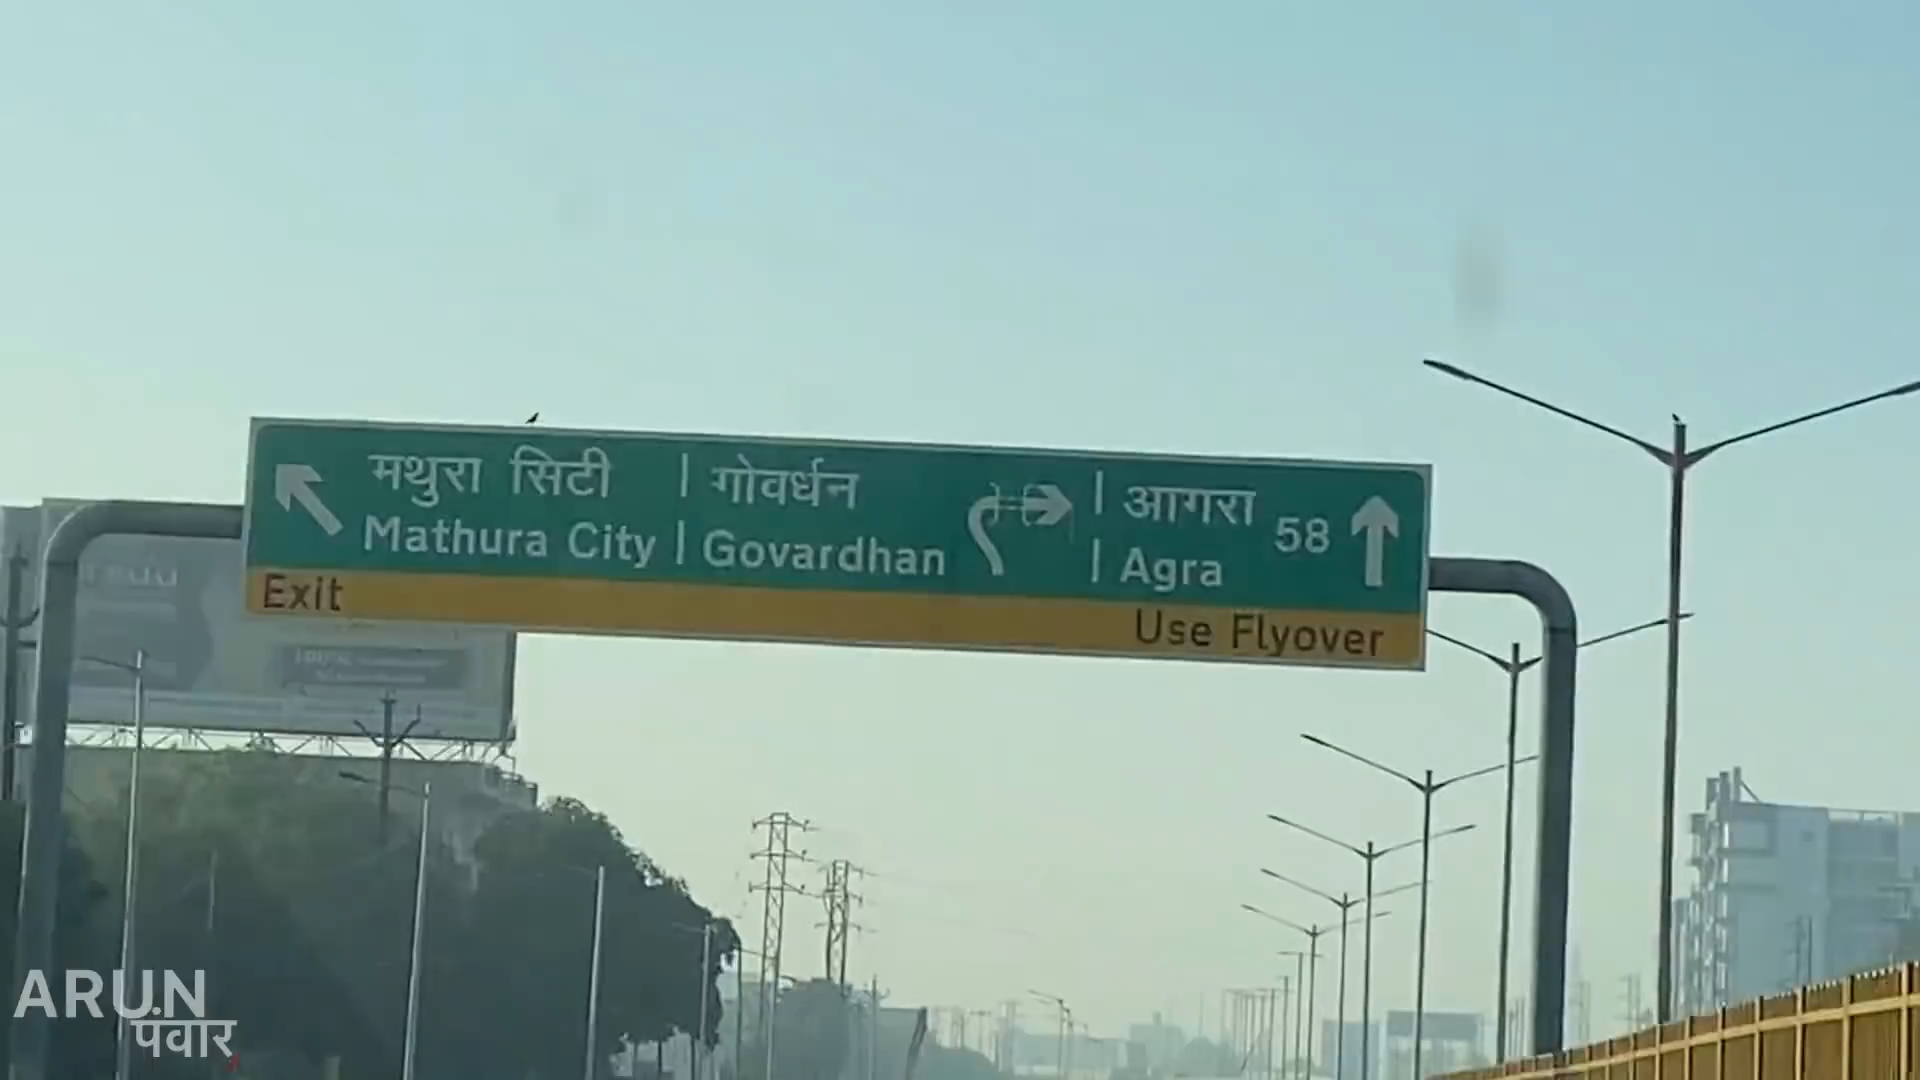 मथुरा सिटी | गोवर्धन | आगरा 58
Mathura City | Govardhan | Agra
Exit
Use Flyover
ARUN
पंवार